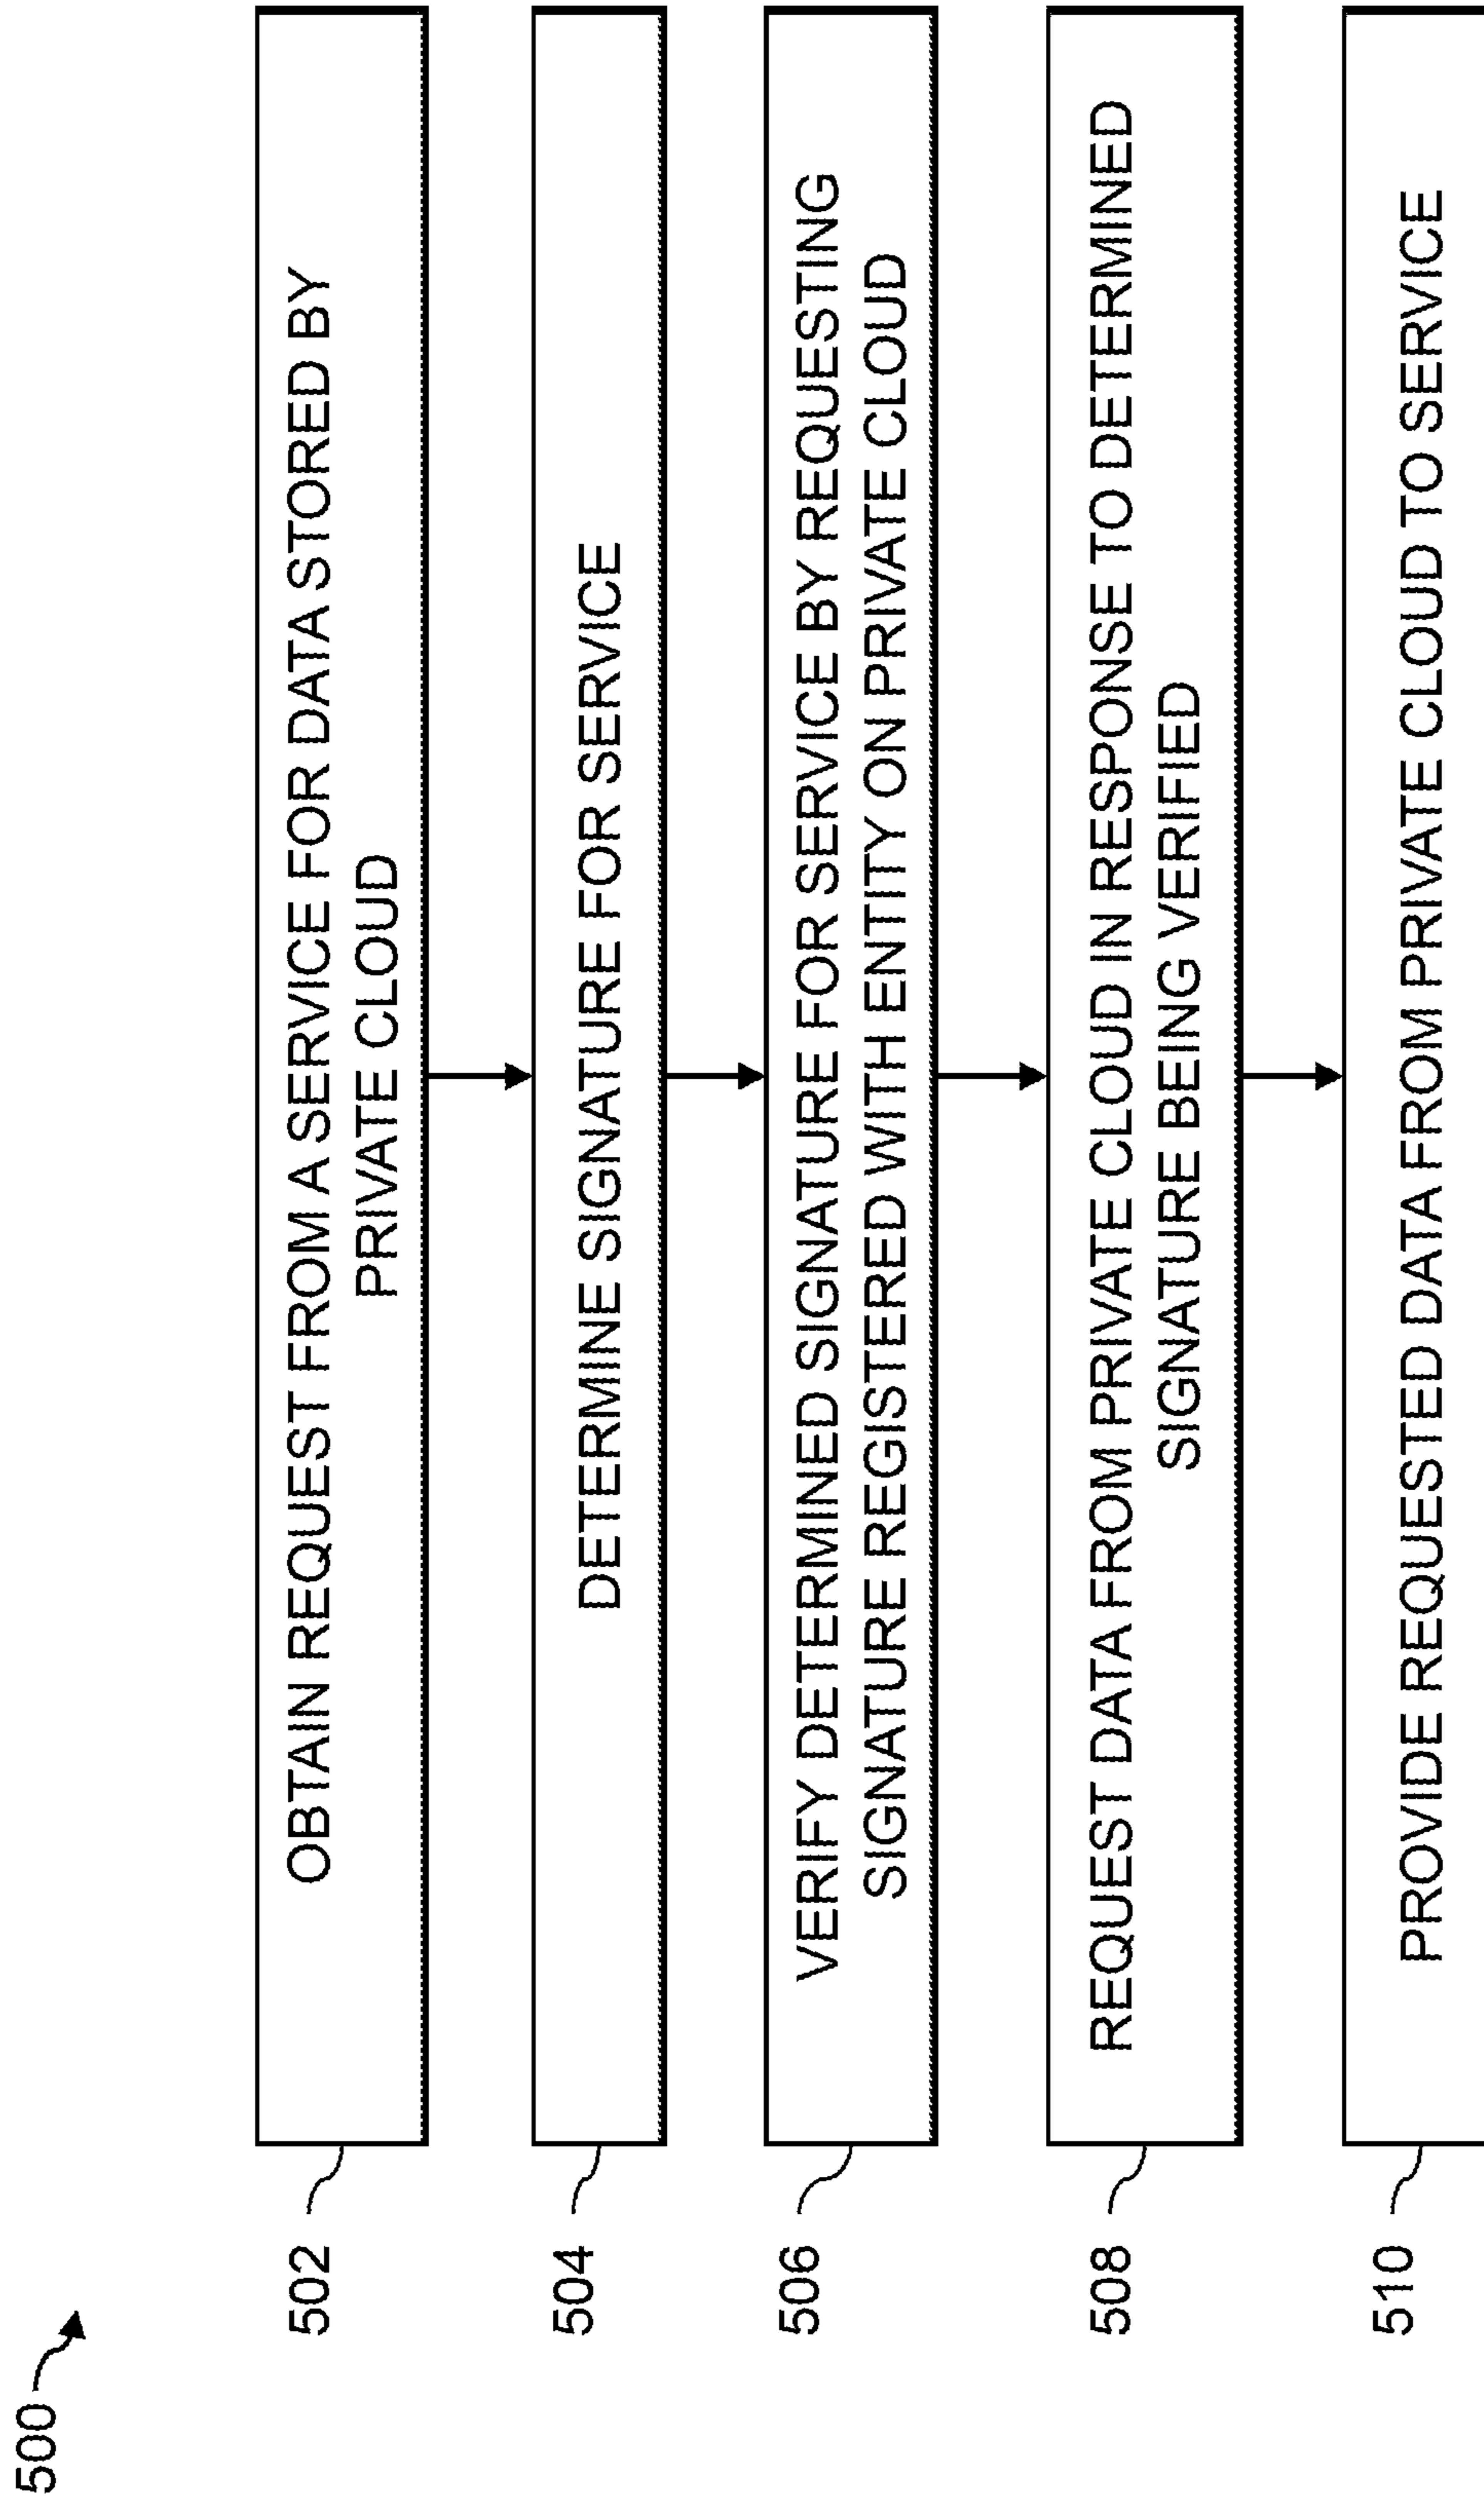 500
502
OBTAIN REQUEST FROM A SERVICE FOR DATA STORED BY
PRIVATE CLOUD
504
DETERMINE SIGNATURE FOR SERVICE
506
VERIFY DETERMINED SIGNATURE FOR SERVICE BY REQUESTING
SIGNATURE REGISTERED WITH ENTITY ON PRIVATE CLOUD
508
REQUEST DATA FROM PRIVATE CLOUD IN RESPONSE TO DETERMINED
SIGNATURE BEING VERIFIED
510
PROVIDE REQUESTED DATA FROM PRIVATE CLOUD TO SERVICE